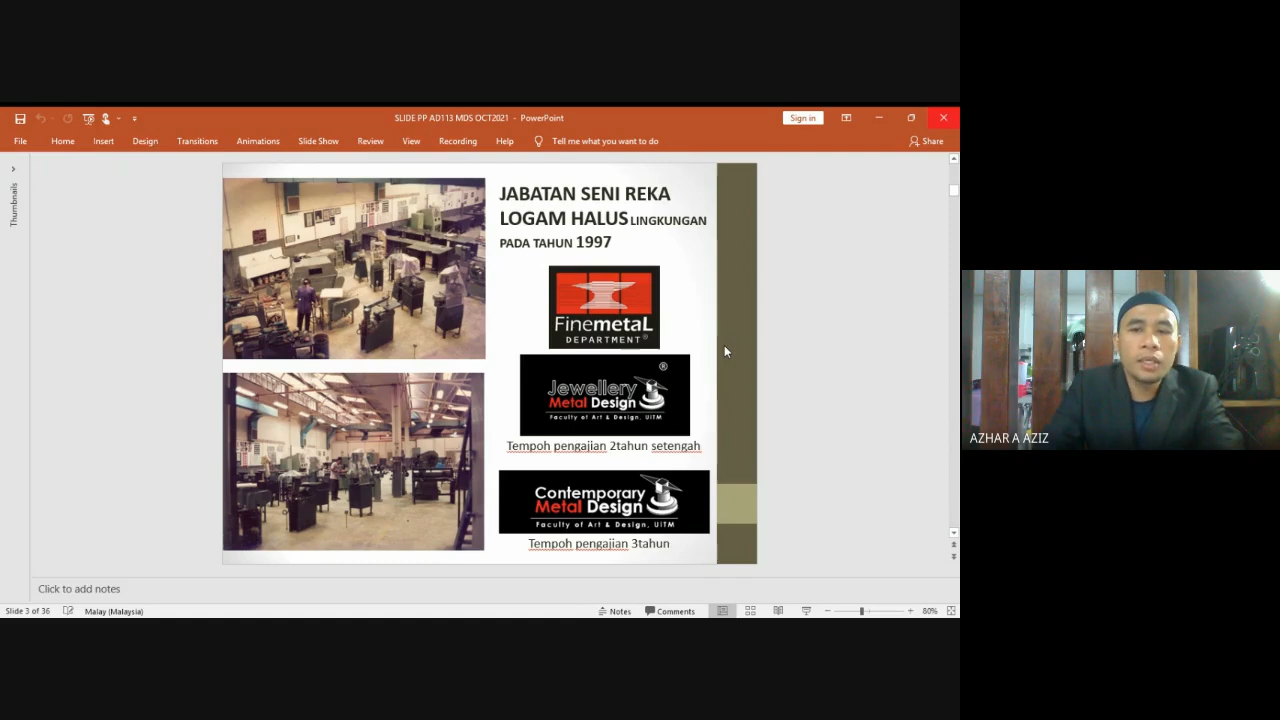 SLIDE PP AD113 MDS OCT2021 - PowerPoint
Sign in
File Home Insert Design Transitions Animations Slide Show Review View Recording Help Tell me what you want to do Share
Thumbnails
JABATAN SENI REKA
LOGAM HALUS LINGKUNGAN
PADA TAHUN 1997
FinemetaL
DEPARTMENT®
®
Jewellery
Metal Design
Faculty of Art & Design, UiTM
Tempoh pengajian 2tahun setengah
Contemporary
Metal Design
Faculty of Art & Design, UiTM
Tempoh pengajian 3tahun
Click to add notes
Slide 3 of 36 Malay (Malaysia) Notes Comments 80%
AZHAR A AZIZ